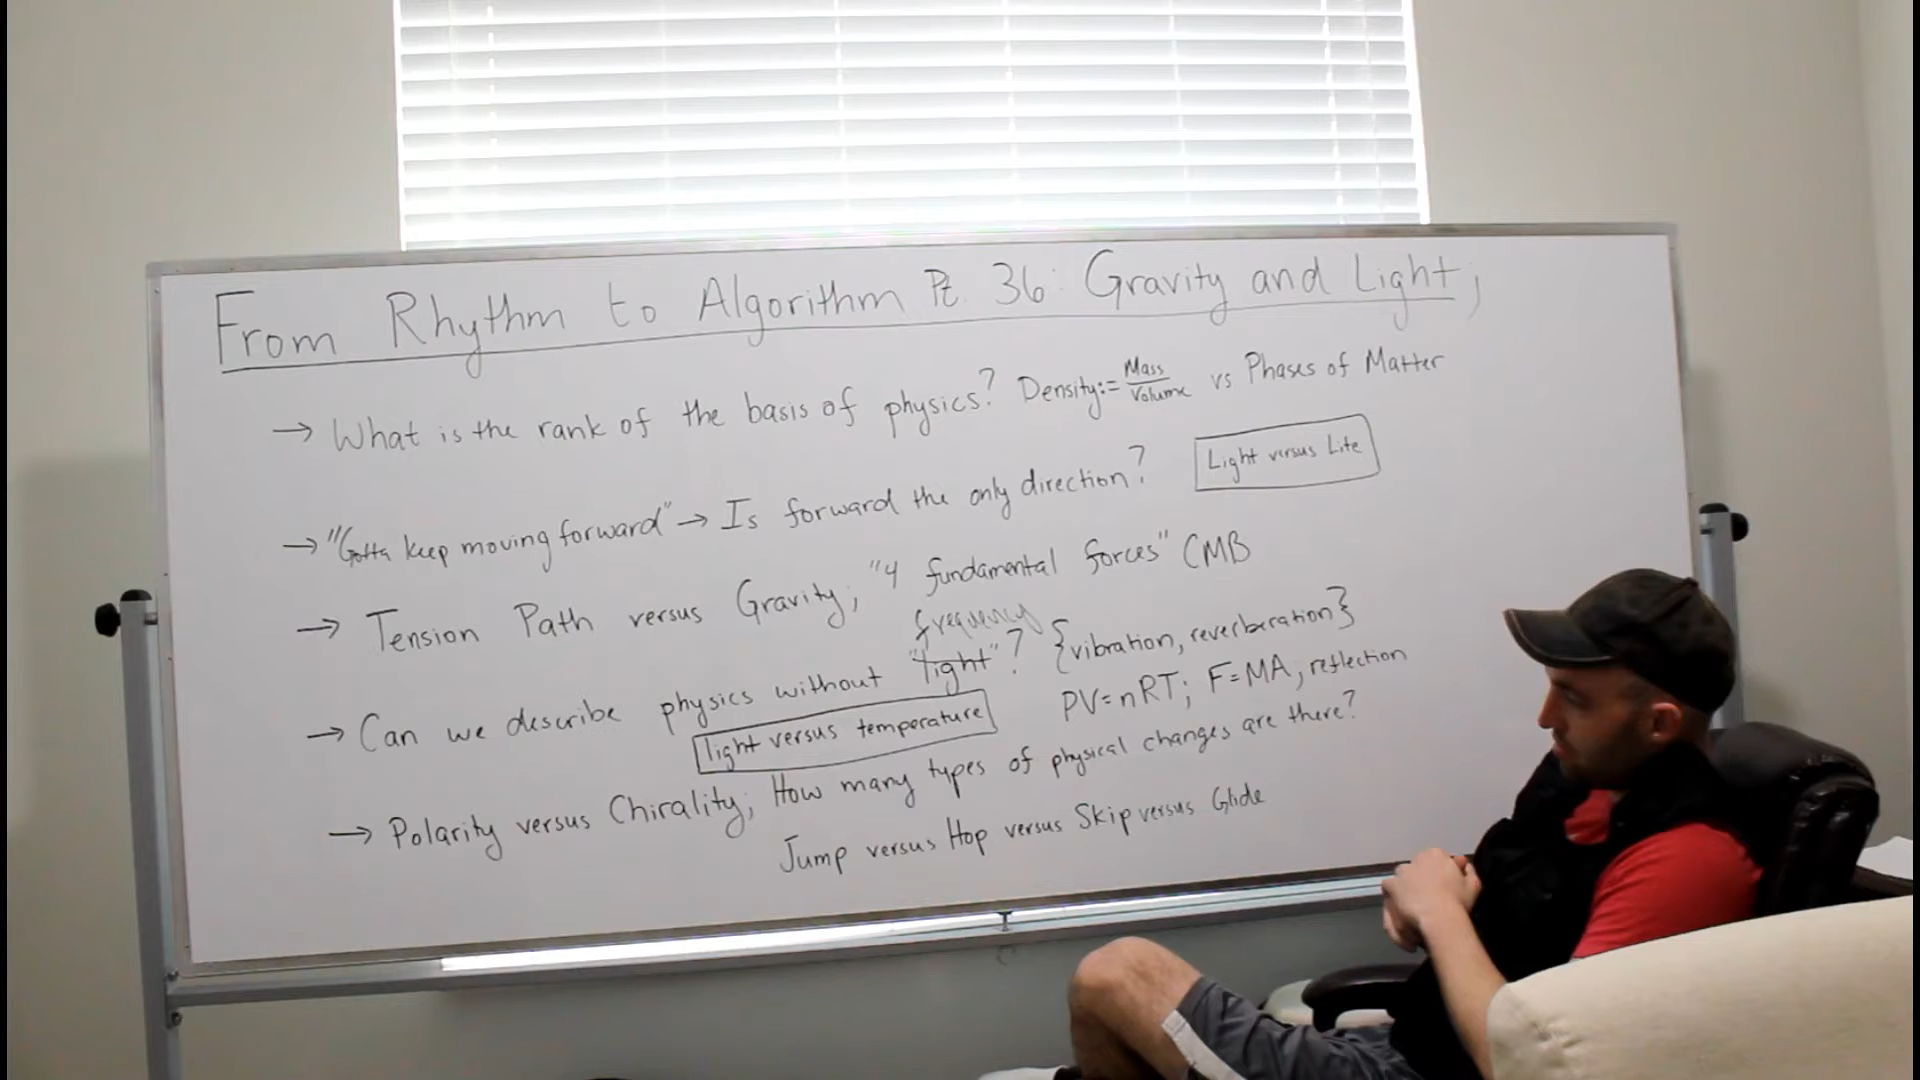 From Rhythm to Algorithm Pt. 36: Gravity and Light;
→ What is the rank of the basis of physics? Density:= Mass/Volume vs Phases of Matter
Light versus Lite
→ "Gotta keep moving forward" → Is forward the only direction?
→ Tension Path versus Gravity; "4 fundamental forces" CMB
frequency
→ Can we describe physics without "light"? {vibration, reverberation}
PV=nRT; F=MA, reflection
light versus temperature
→ Polarity versus Chirality; How many types of physical changes are there?
Jump versus Hop versus Skip versus Glide